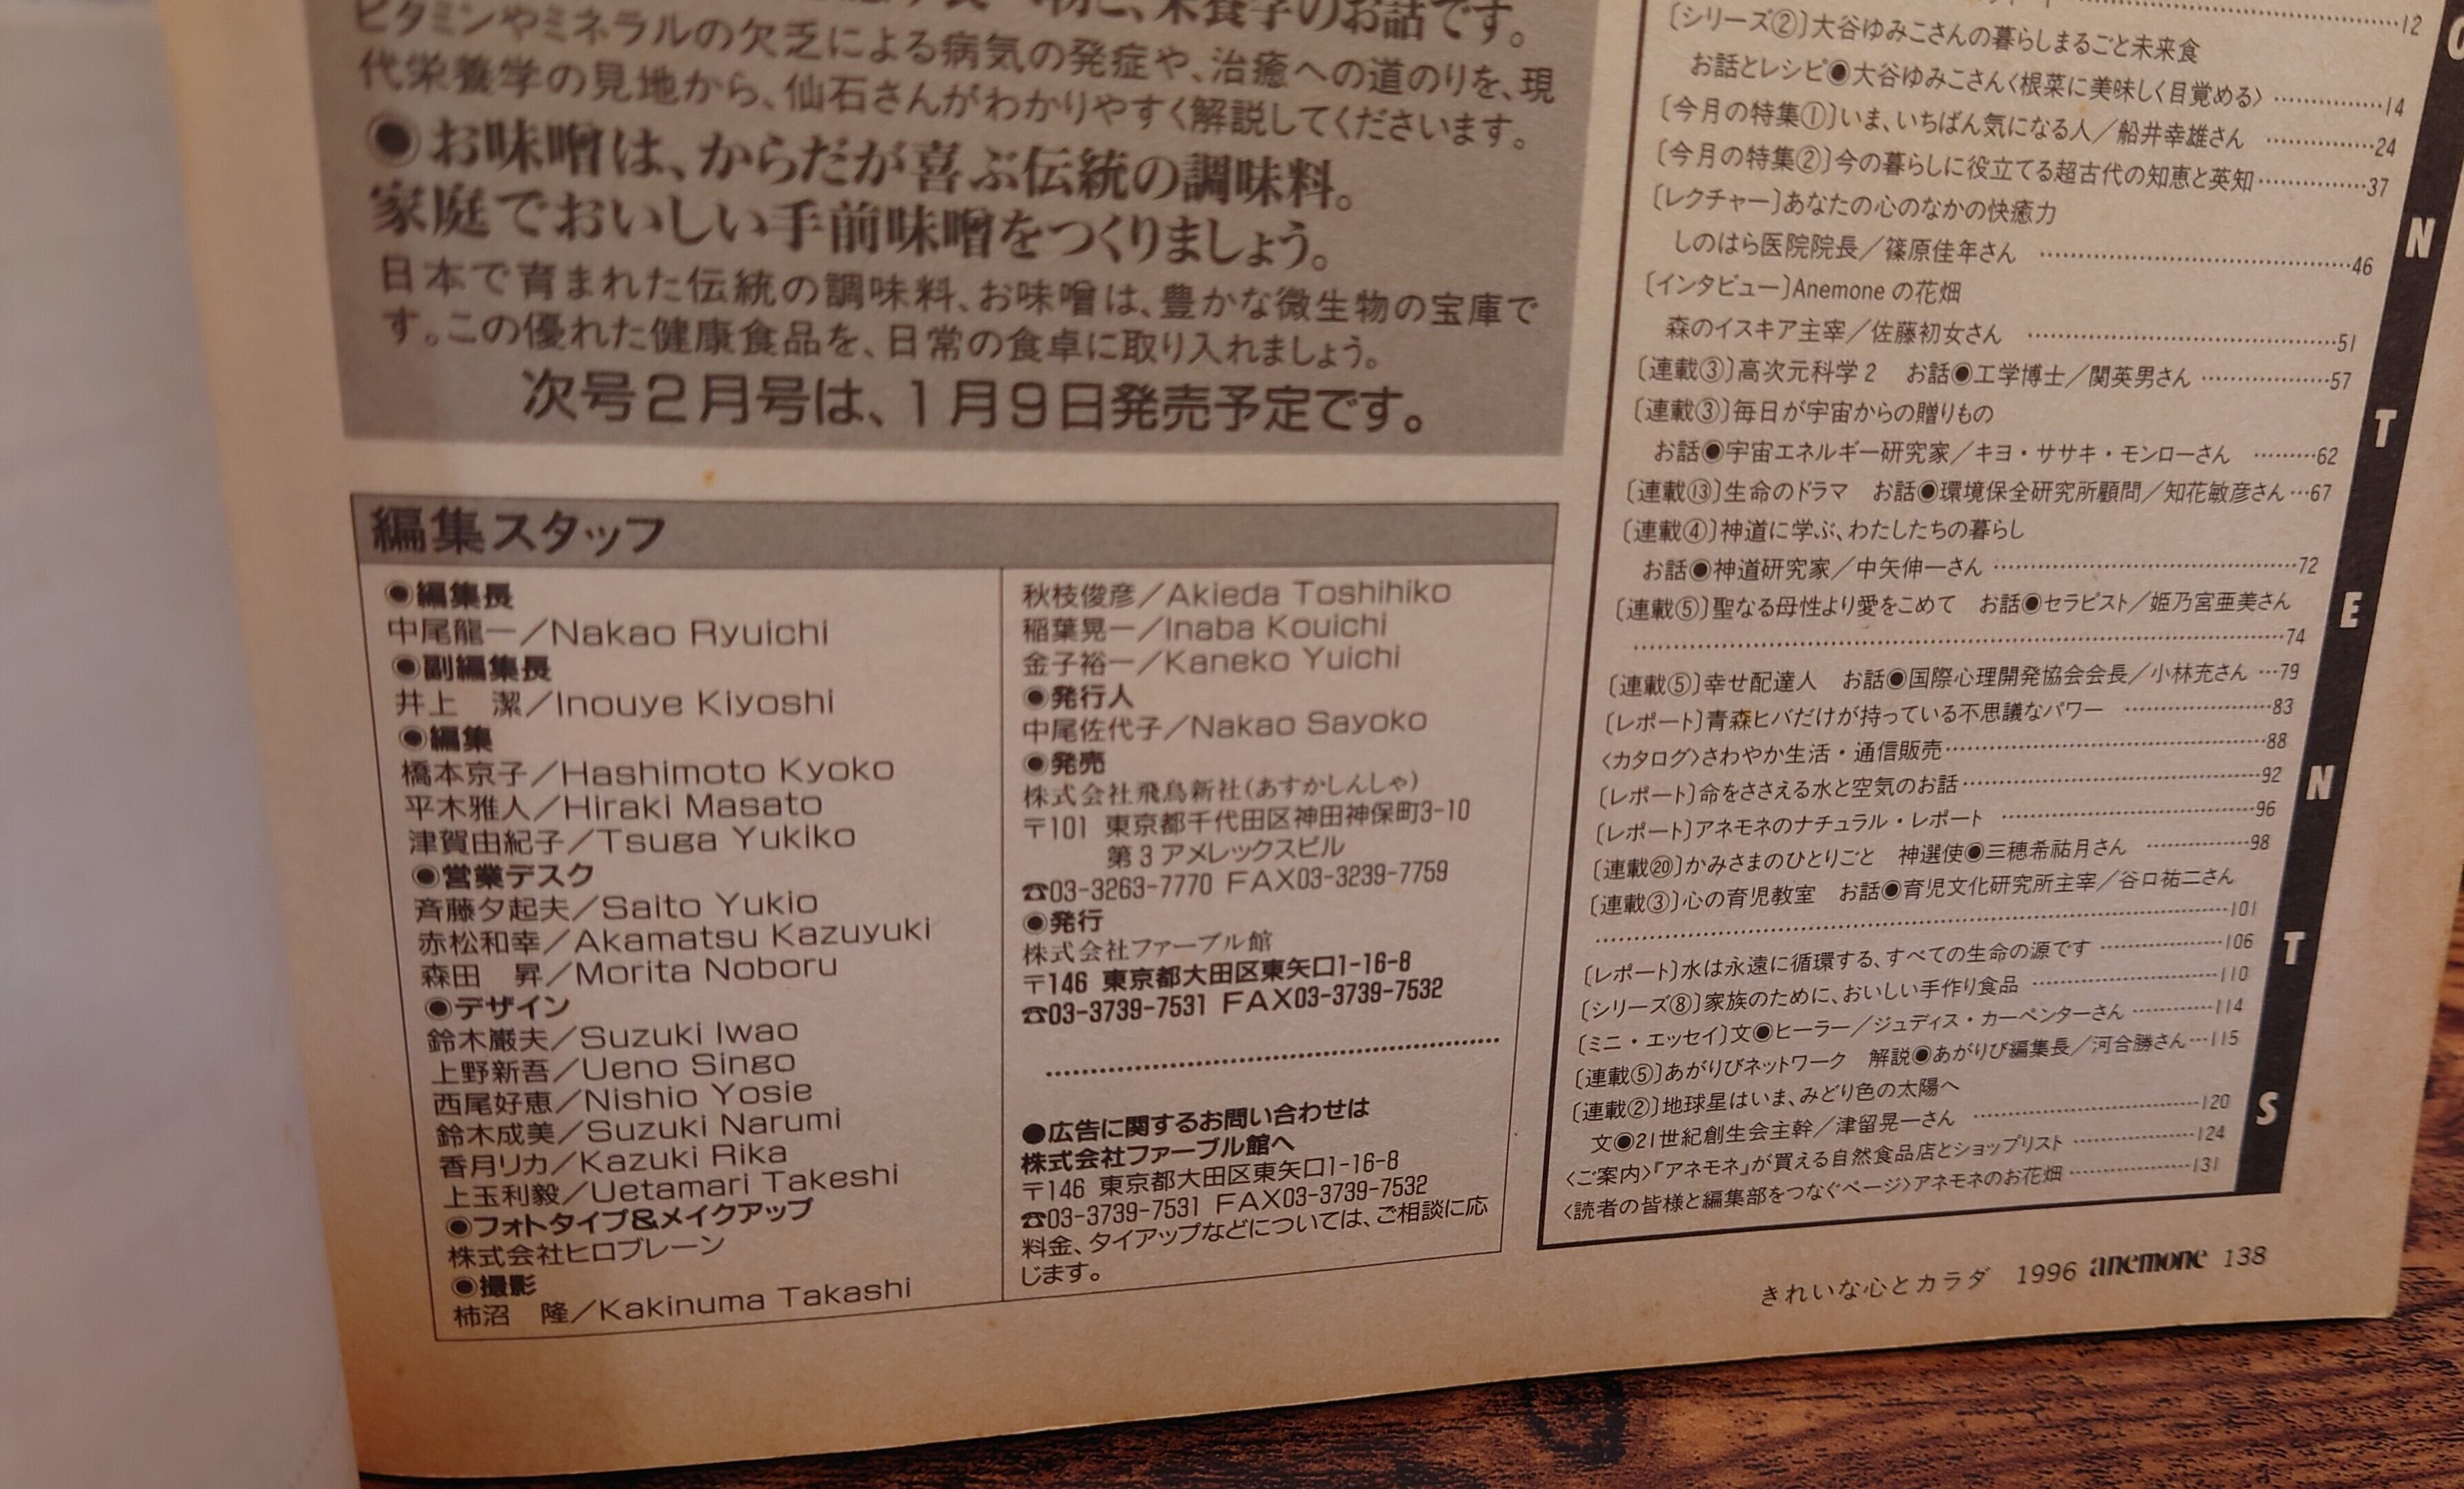 栄養学のお話です。
ビタミンやミネラルの欠乏による病気の発症や、治癒への道のりを、現
代栄養学の見地から、仙石さんがわかりやすく解説してくださいます。
◉お味噌は、からだが喜ぶ伝統の調味料。
家庭でおいしい手前味噌をつくりましょう。
日本で育まれた伝統の調味料、お味噌は、豊かな微生物の宝庫で
す。この優れた健康食品を、日常の食卓に取り入れましょう。
次号2月号は、1月9日発売予定です。
編集スタッフ
◉編集長
中尾龍一／Nakao Ryuichi
◉副編集長
井上　潔／Inouye Kiyoshi
◉編集
橋本京子／Hashimoto Kyoko
平木雅人／Hiraki Masato
津賀由紀子／Tsuga Yukiko
◉営業デスク
斉藤夕起夫／Saito Yukio
赤松和幸／Akamatsu Kazuyuki
森田　昇／Morita Noboru
◉デザイン
鈴木巌夫／Suzuki Iwao
上野新吾／Ueno Singo
西尾好恵／Nishio Yosie
鈴木成美／Suzuki Narumi
香月リカ／Kazuki Rika
上玉利毅／Uetamari Takeshi
◉フォトタイプ&メイクアップ
株式会社ヒロブレーン
◉撮影
柿沼　隆／Kakinuma Takashi
秋枝俊彦／Akieda Toshihiko
稲葉晃一／Inaba Kouichi
金子裕一／Kaneko Yuichi
◉発行人
中尾佐代子／Nakao Sayoko
◉発売
株式会社飛鳥新社(あすかしんしゃ)
〒101 東京都千代田区神田神保町3-10
第3アメレックスビル
☎03-3263-7770 FAX03-3239-7759
◉発行
株式会社ファーブル館
〒146 東京都大田区東矢口1-16-8
☎03-3739-7531 FAX03-3739-7532
●広告に関するお問い合わせは
株式会社ファーブル館へ
〒146 東京都大田区東矢口1-16-8
☎03-3739-7531 FAX03-3739-7532
料金、タイアップなどについては、ご相談に応
じます。
12
〔シリーズ②〕大谷ゆみこさんの暮らしまるごと未来食
お話とレシピ◉大谷ゆみこさん〈根菜に美味しく目覚める〉 ……………14
〔今月の特集①〕いま、いちばん気になる人／船井幸雄さん ……………24
〔今月の特集②〕今の暮らしに役立てる超古代の知恵と英知……………37
〔レクチャー〕あなたの心のなかの快癒力
しのはら医院院長／篠原佳年さん ……………46
〔インタビュー〕Anemoneの花畑
森のイスキア主宰／佐藤初女さん ……………51
〔連載③〕高次元科学2　お話◉工学博士／関英男さん ……………57
〔連載③〕毎日が宇宙からの贈りもの
お話◉宇宙エネルギー研究家／キヨ・ササキ・モンローさん ………62
〔連載⑬〕生命のドラマ　お話◉環境保全研究所顧問／知花敏彦さん…67
〔連載④〕神道に学ぶ、わたしたちの暮らし
お話◉神道研究家／中矢伸一さん ……………72
〔連載⑤〕聖なる母性より愛をこめて　お話◉セラピスト／姫乃宮亜美さん
……………74
〔連載⑤〕幸せ配達人　お話◉国際心理開発協会会長／小林充さん …79
〔レポート〕青森ヒバだけが持っている不思議なパワー ……………83
〈カタログ〉さわやか生活・通信販売……………88
〔レポート〕命をささえる水と空気のお話……………92
〔レポート〕アネモネのナチュラル・レポート ……………96
〔連載⑳〕かみさまのひとりごと　神選使◉三穂希祐月さん ……………98
〔連載③〕心の育児教室　お話◉育児文化研究所主宰／谷口祐二さん
……………101
〔レポート〕水は永遠に循環する、すべての生命の源です ……………106
〔シリーズ⑧〕家族のために、おいしい手作り食品 ……………110
〔ミニ・エッセイ〕文◉ヒーラー／ジュディス・カーペンターさん …………114
〔連載⑤〕あがりびネットワーク　解説◉あがりび編集長／河合勝さん…115
〔連載②〕地球星はいま、みどり色の太陽へ
文◉21世紀創生会主幹／津留晃一さん ……………120
〈ご案内〉『アネモネ』が買える自然食品店とショップリスト ……………124
〈読者の皆様と編集部をつなぐページ〉アネモネのお花畑 ……………131
O
N
T
E
N
T
S
きれいな心とカラダ　1996 anemone 138